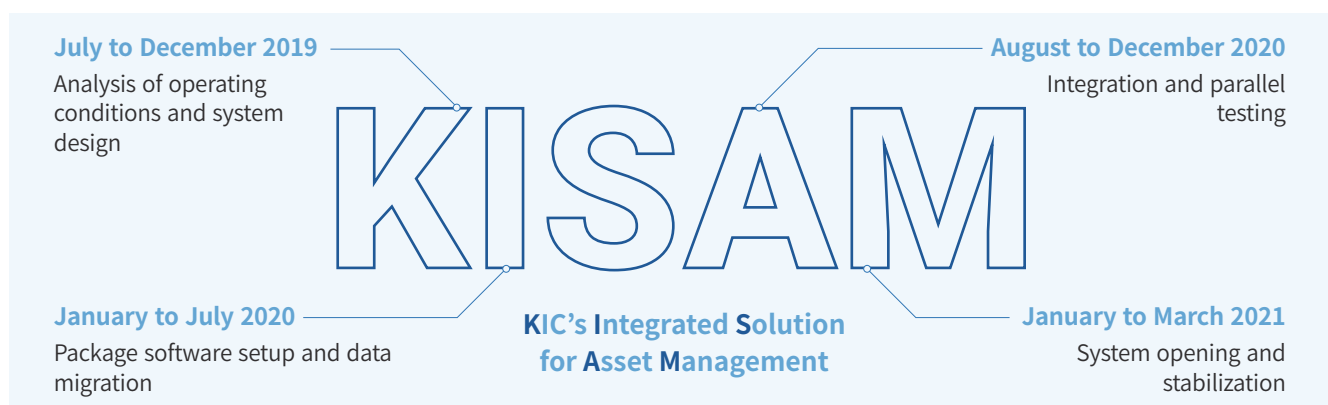 July to December 2019
Analysis of operating
conditions and system
design
August to December 2020
Integration and parallel
testing
KISAM
January to July 2020
Package software setup and data
migration
KIC’s Integrated Solution
for Asset Management
January to March 2021
System opening and
stabilization